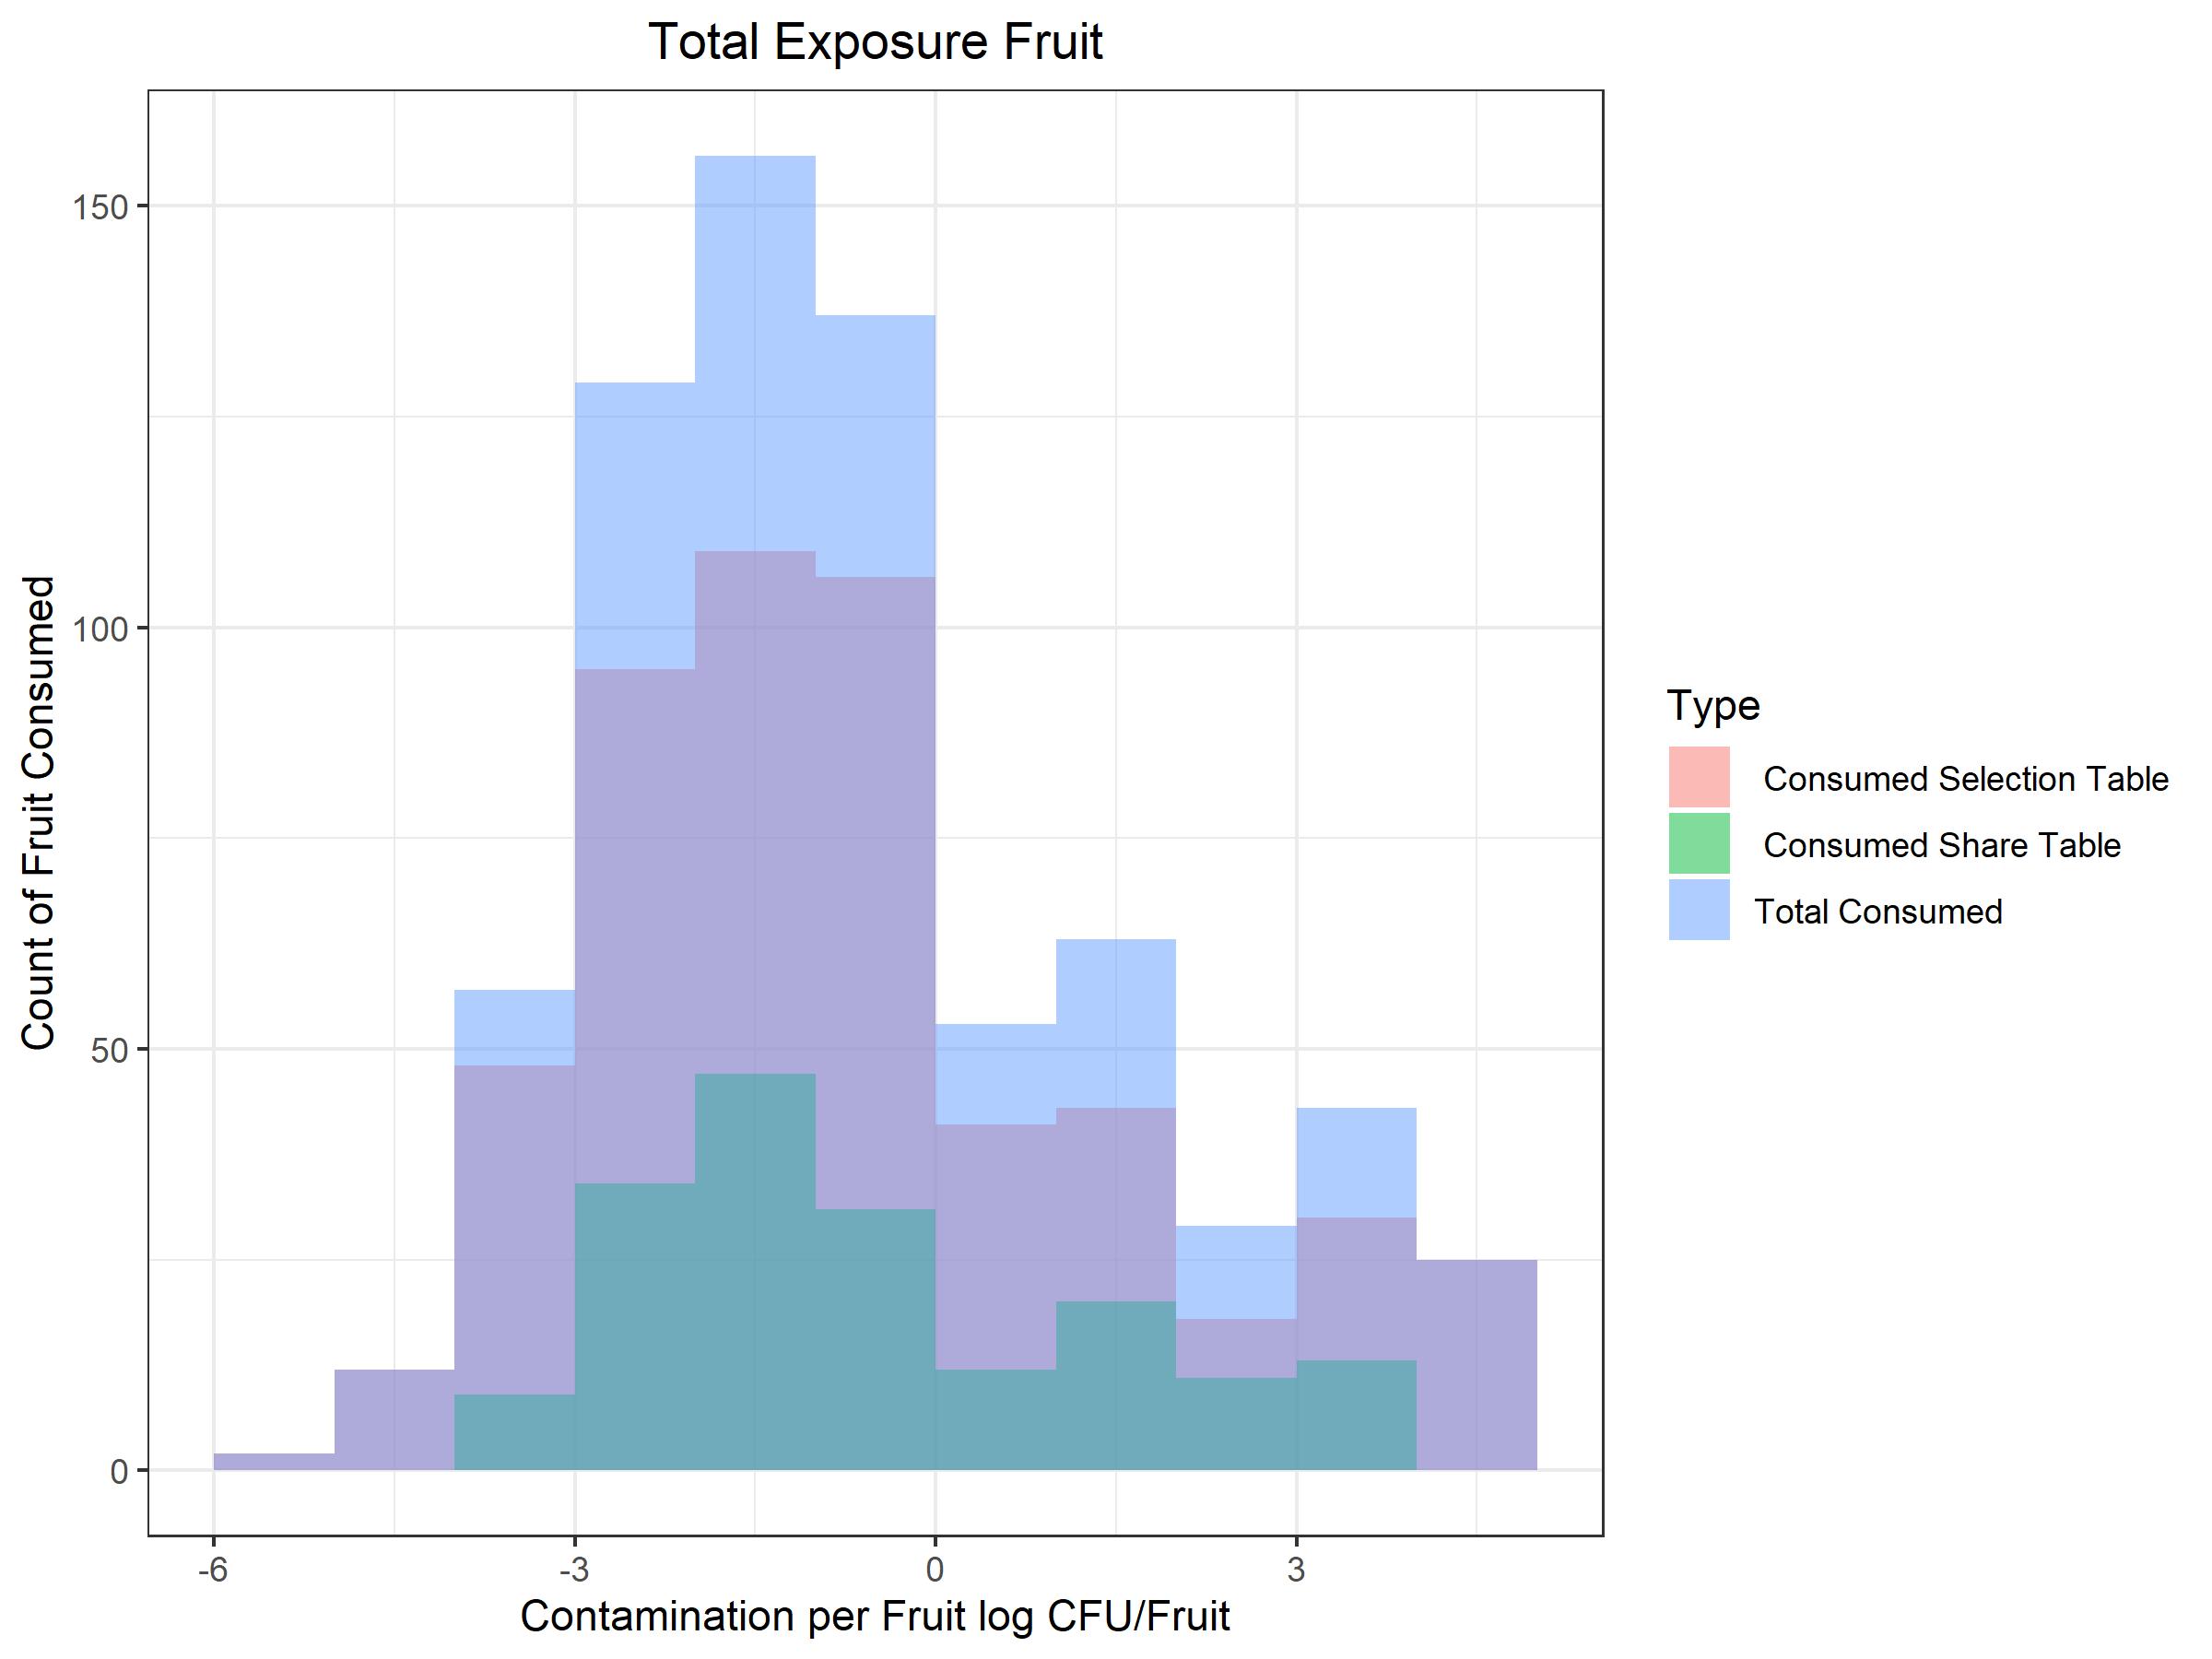 Total Exposure Fruit
150
100
50
0
Count of Fruit Consumed
-6
-3
0
3
Contamination per Fruit log CFU/Fruit
Type
Consumed Selection Table
Consumed Share Table
Total Consumed